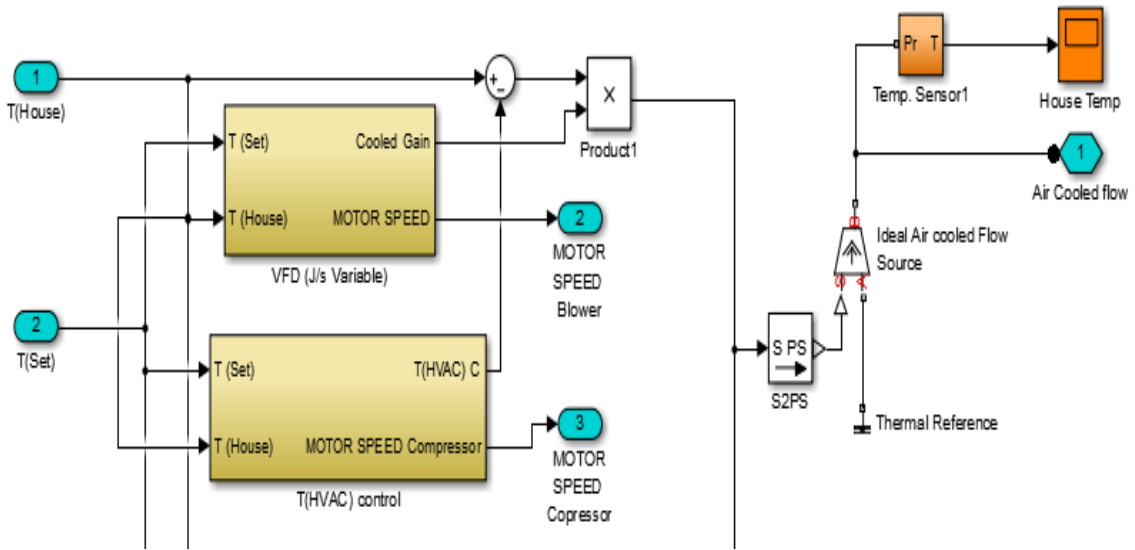 1
T(House)
T (Set)
Cooled Gain
T (House)
MOTOR SPEED
VFD (J/s Variable)
+
-
X
Product1
2
MOTOR
SPEED
Blower
2
T(Set)
T (Set)
T(HVAC) C
T (House)
MOTOR SPEED Compressor
T(HVAC) control
3
MOTOR
SPEED
Copressor
Pr T
Temp. Sensor1
House Temp
1
Air Cooled flow
Ideal Air cooled Flow
Source
B
S A
S PS
S2PS
Thermal Reference